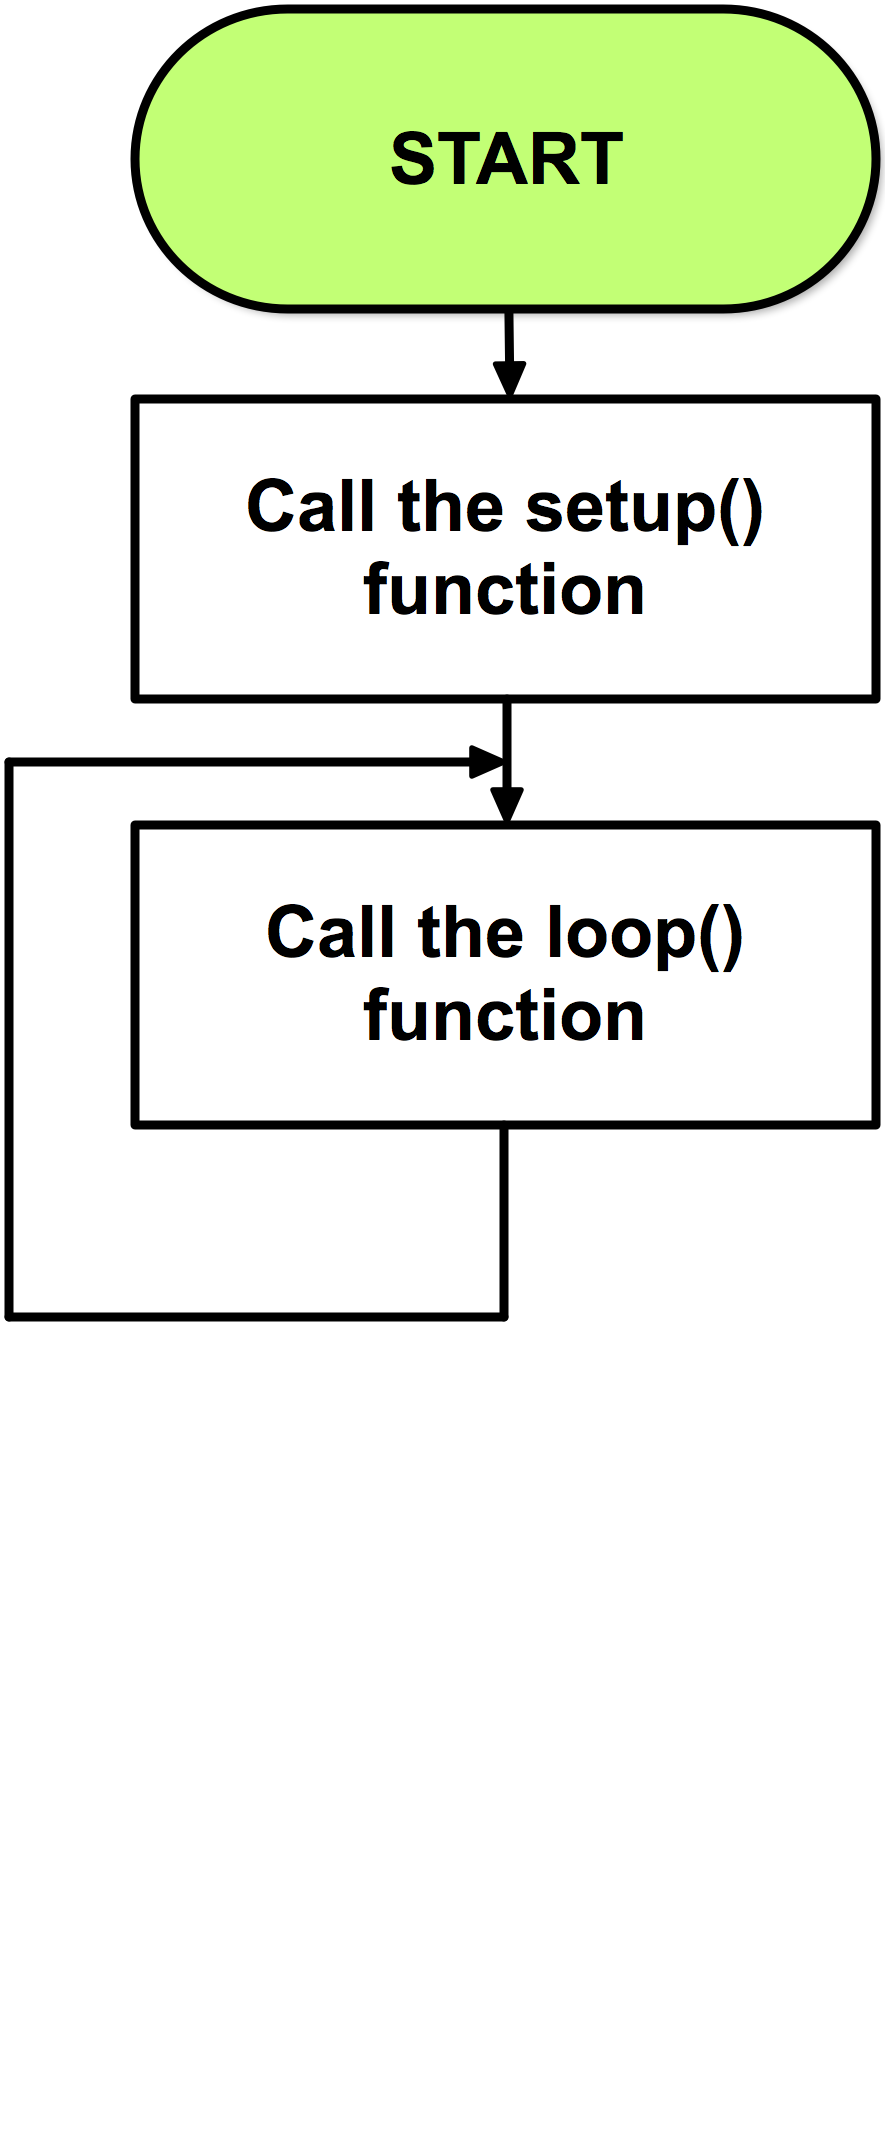 START
Call the setup()
function
Call the loop()
function